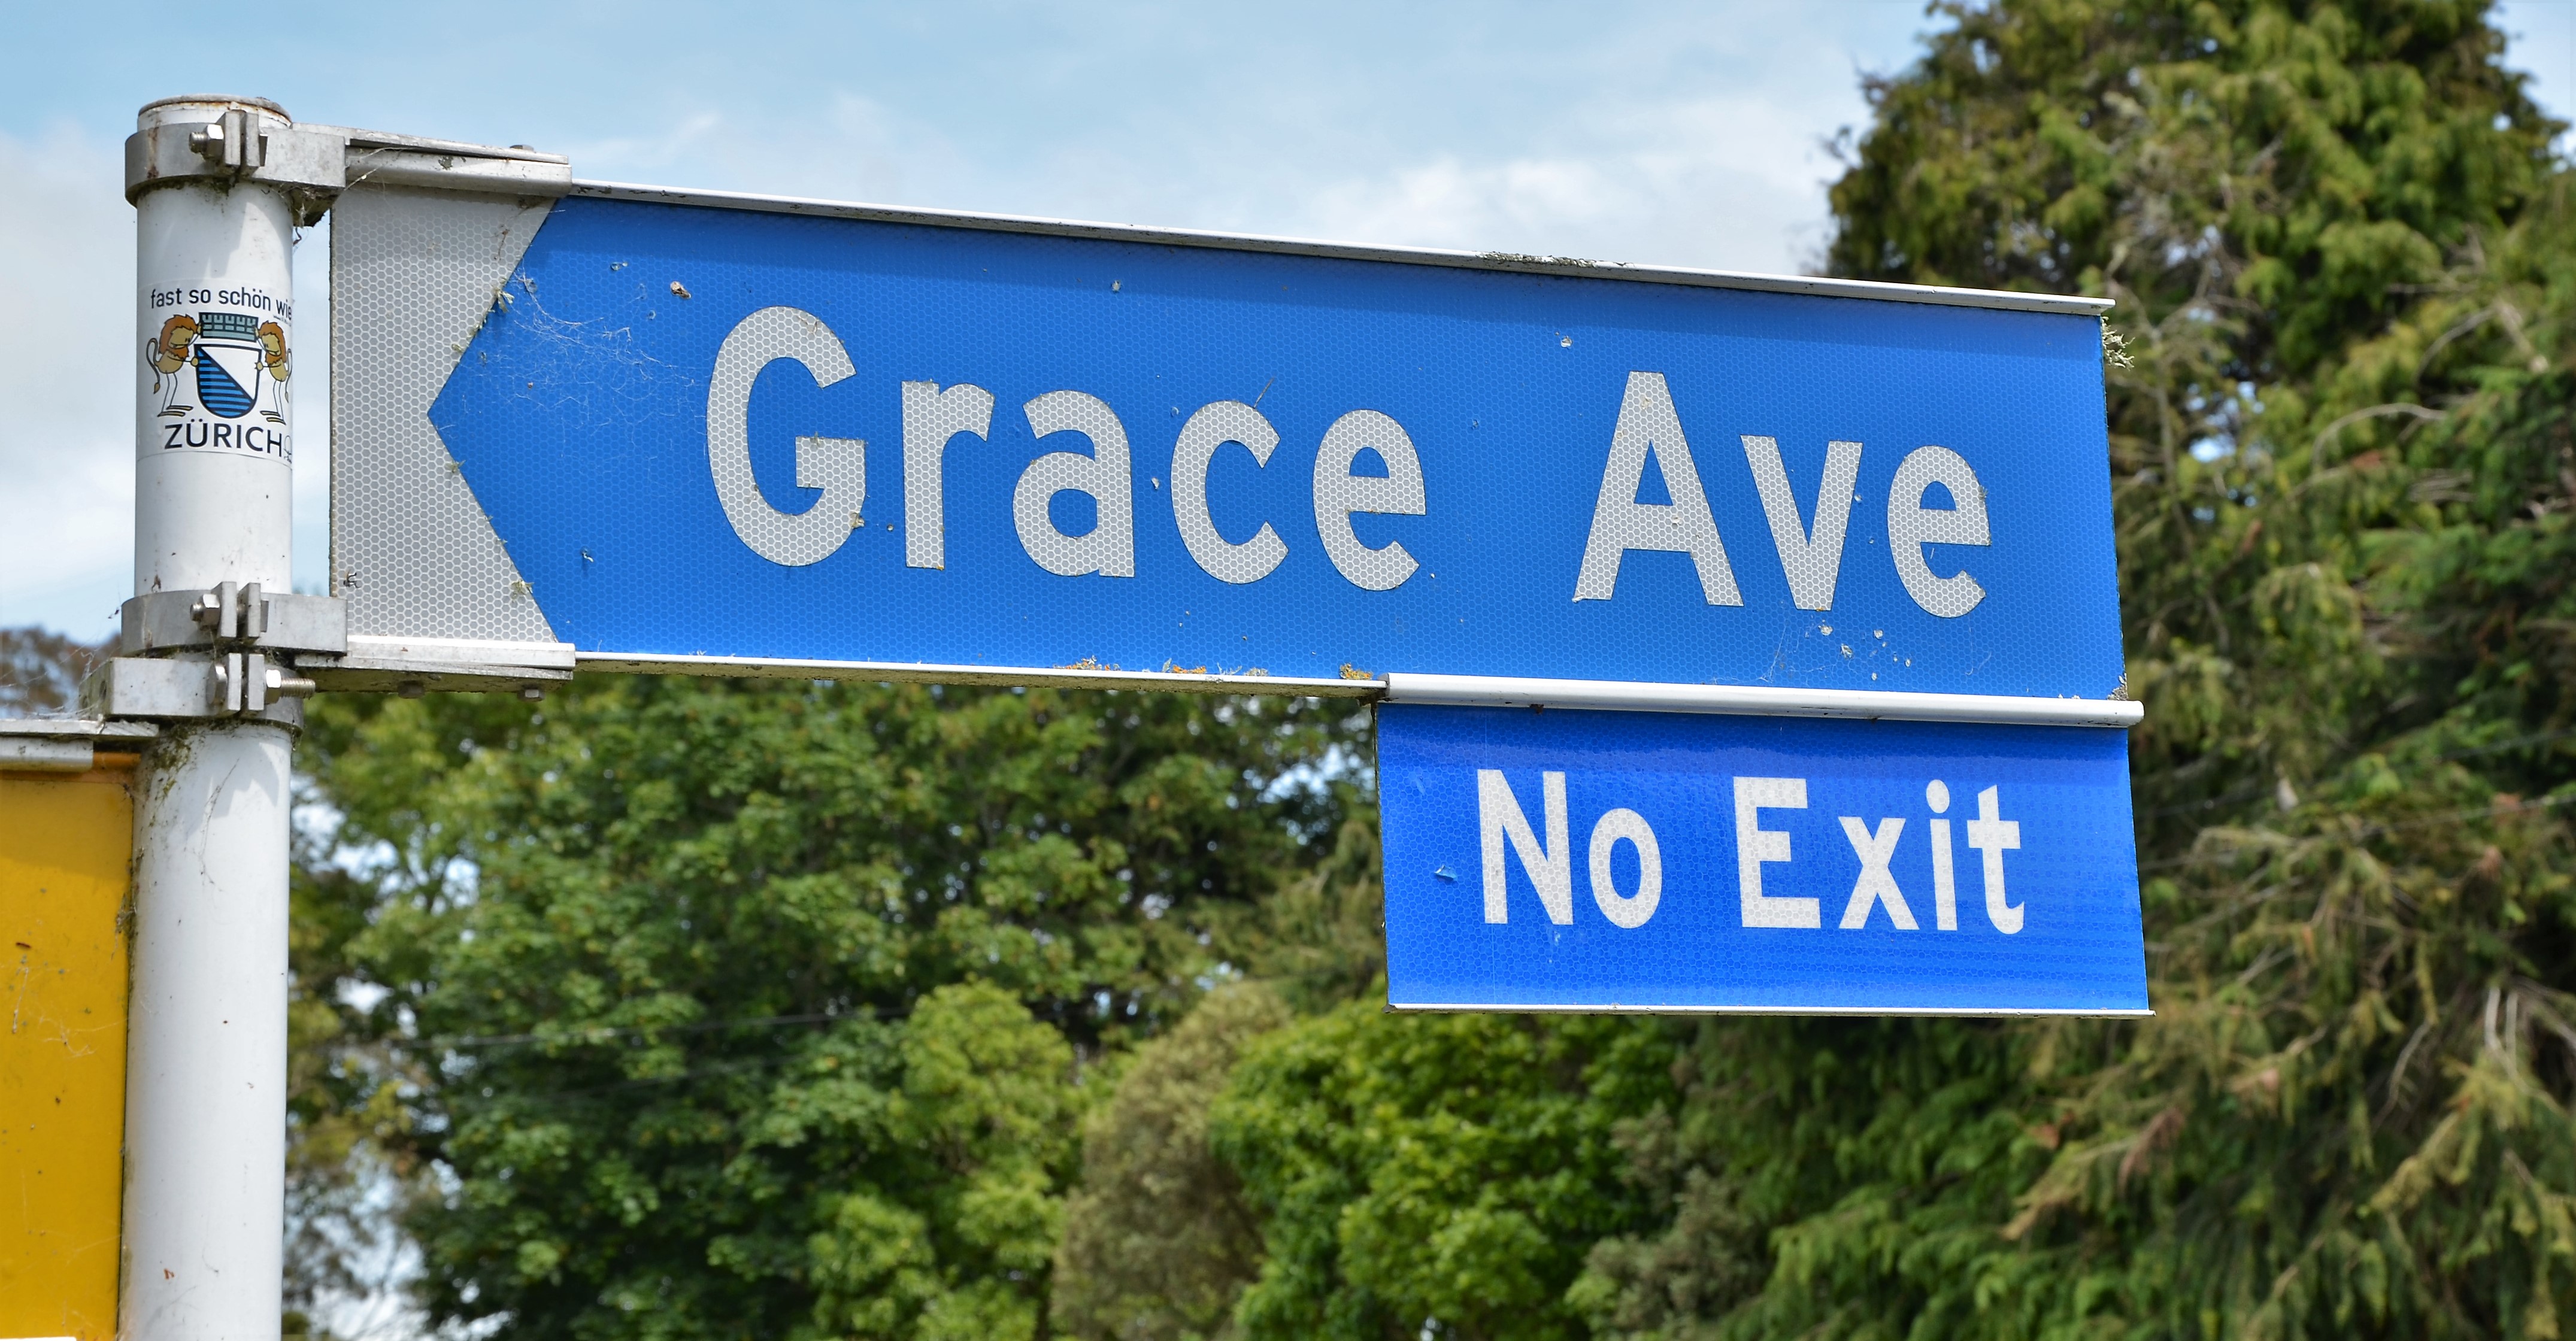 fast so schön wie
ZÜRICH
Grace Ave
No Exit